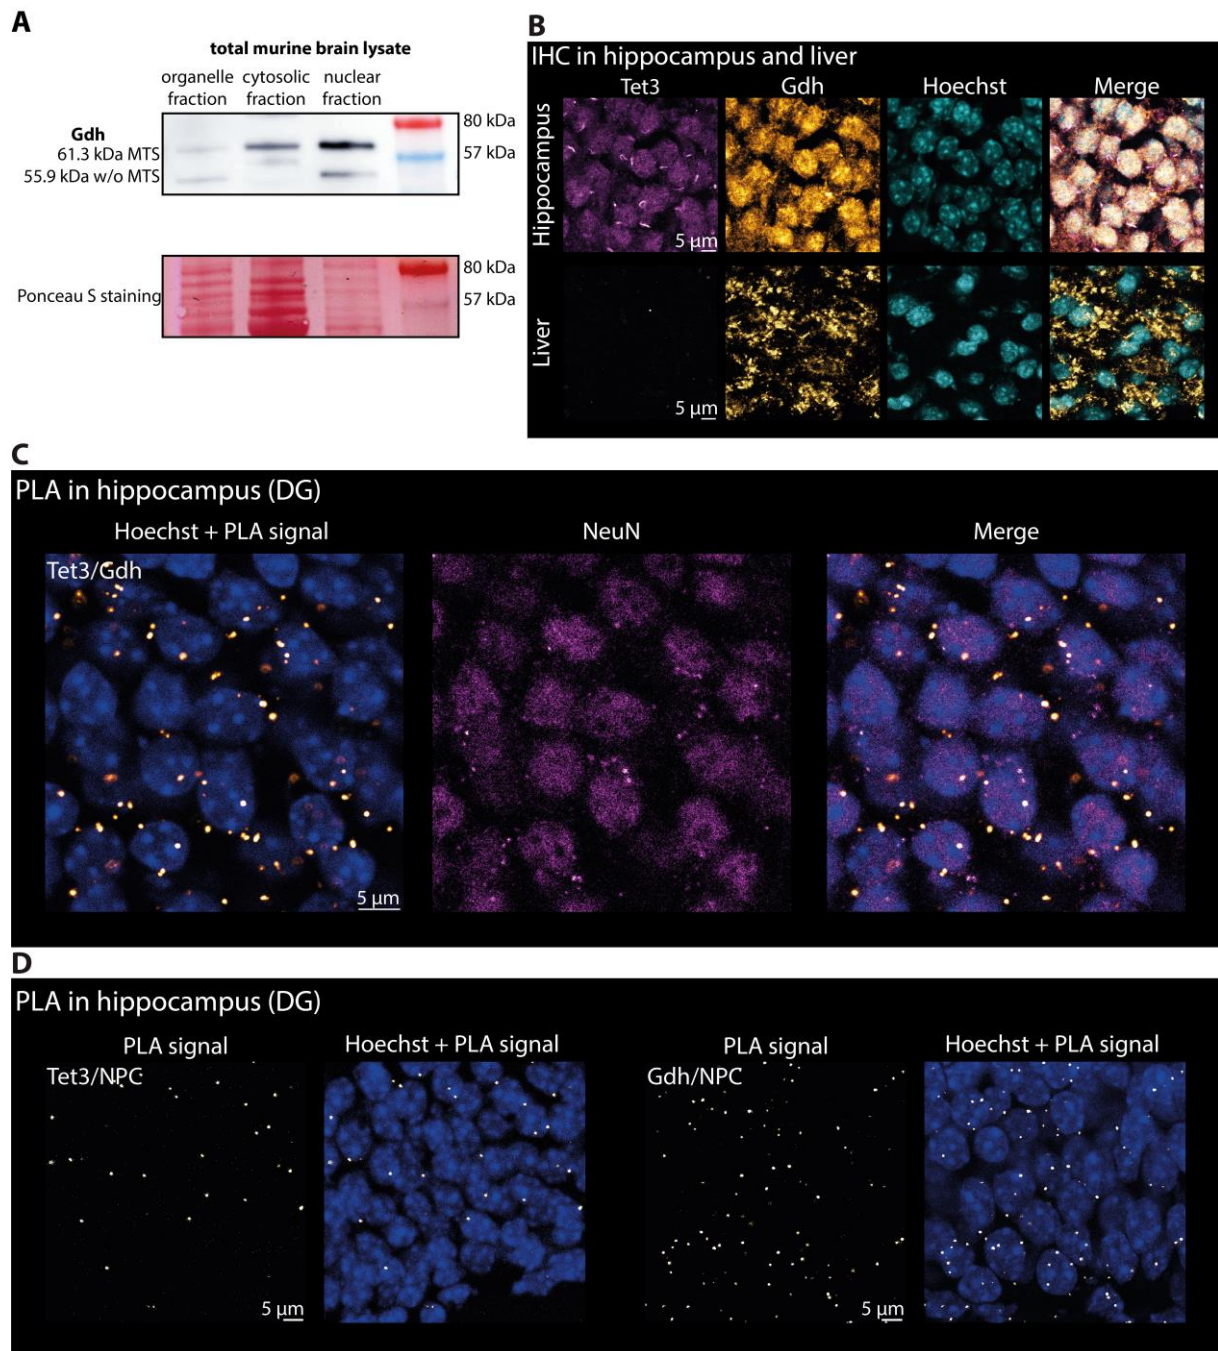 A
total murine brain lysate
organelle fraction
cytosolic fraction
nuclear fraction
Gdh
61.3 kDa MTS
55.9 kDa w/o MTS
80 kDa
57 kDa
Ponceau S staining
80 kDa
57 kDa
B
IHC in hippocampus and liver
Tet3 Gdh Hoechst Merge
Hippocampus
5 µm
Liver
5 µm
C
PLA in hippocampus (DG)
Hoechst + PLA signal NeuN Merge
Tet3/Gdh
5 µm
D
PLA in hippocampus (DG)
PLA signal Hoechst + PLA signal PLA signal Hoechst + PLA signal
Tet3/NPC Gdh/NPC
5 µm 5 µm